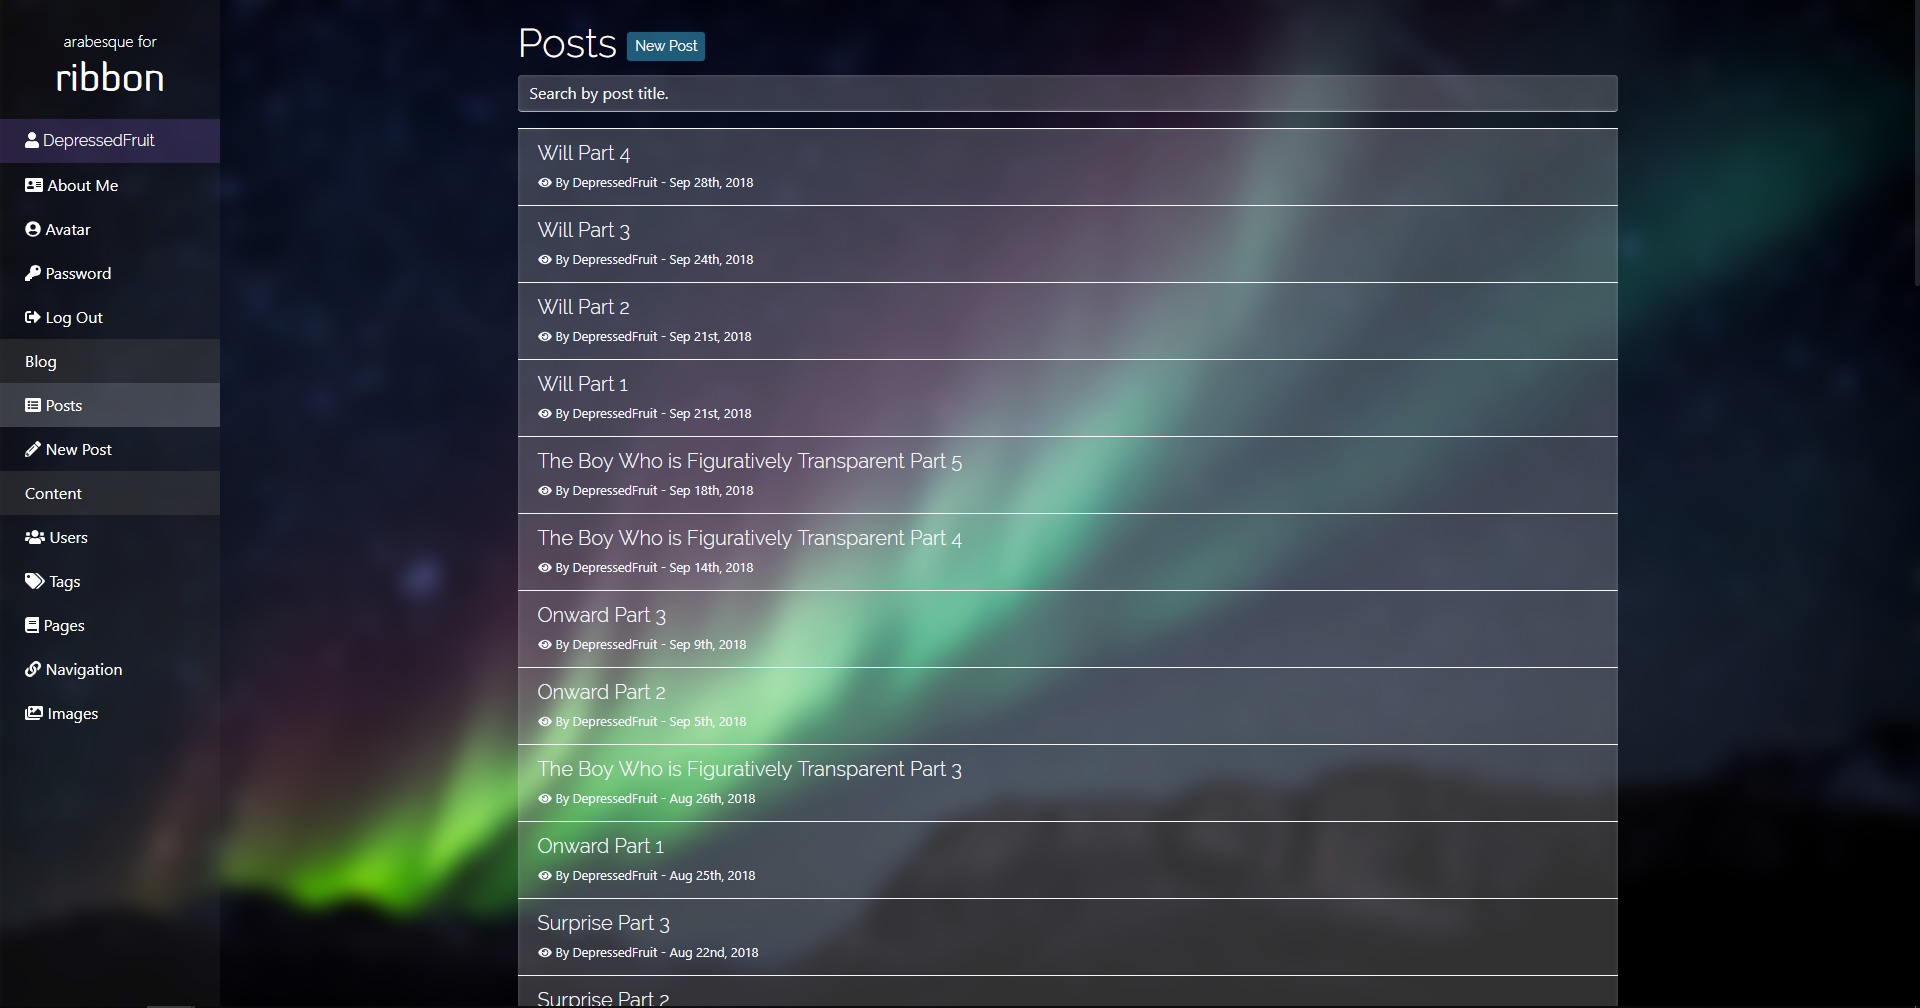 arabesque for
ribbon
DepressedFruit
About Me
Avatar
Password
Log Out
Blog
Posts
New Post
Content
Users
Tags
Pages
Navigation
Images
Posts New Post
Search by post title.
Will Part 4
By DepressedFruit - Sep 28th, 2018
Will Part 3
By DepressedFruit - Sep 24th, 2018
Will Part 2
By DepressedFruit - Sep 21st, 2018
Will Part 1
By DepressedFruit - Sep 21st, 2018
The Boy Who is Figuratively Transparent Part 5
By DepressedFruit - Sep 18th, 2018
The Boy Who is Figuratively Transparent Part 4
By DepressedFruit - Sep 14th, 2018
Onward Part 3
By DepressedFruit - Sep 9th, 2018
Onward Part 2
By DepressedFruit - Sep 5th, 2018
The Boy Who is Figuratively Transparent Part 3
By DepressedFruit - Aug 26th, 2018
Onward Part 1
By DepressedFruit - Aug 25th, 2018
Surprise Part 3
By DepressedFruit - Aug 22nd, 2018
Surprise Part 2